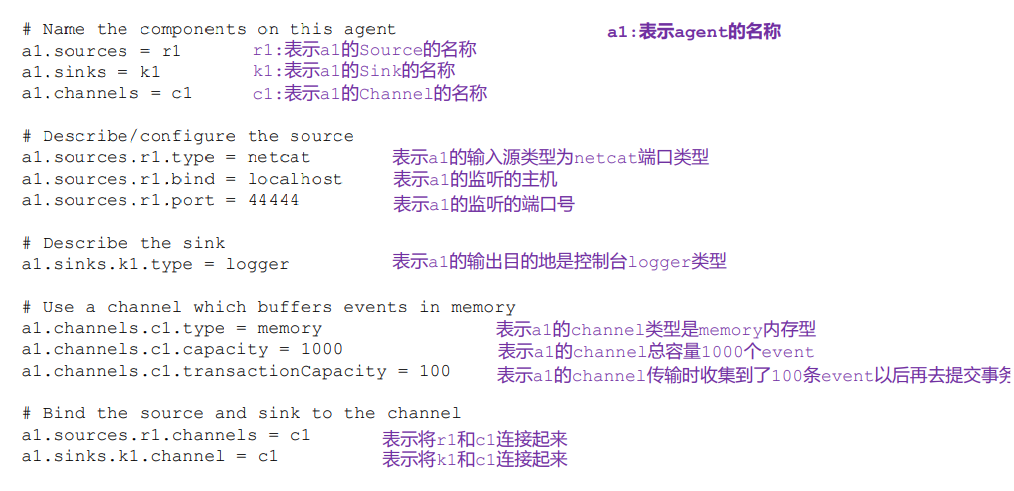 # Name the components on this agent a1:表示agent的名称
a1.sources = r1 r1:表示a1的Source的名称
a1.sinks = k1 k1:表示a1的Sink的名称
a1.channels = c1 c1:表示a1的Channel的名称
# Describe/configure the source
a1.sources.r1.type = netcat 表示a1的输入源类型为netcat端口类型
a1.sources.r1.bind = localhost 表示a1的监听的主机
a1.sources.r1.port = 44444 表示a1的监听的端口号
# Describe the sink
a1.sinks.k1.type = logger 表示a1的输出目的地是控制台logger类型
# Use a channel which buffers events in memory
a1.channels.c1.type = memory 表示a1的channel类型是memory内存型
a1.channels.c1.capacity = 1000 表示a1的channel总容量1000个event
a1.channels.c1.transactionCapacity = 100 表示a1的channel传输时收集到了100条event以后再去提交事务
# Bind the source and sink to the channel
a1.sources.r1.channels = c1 表示将r1和c1连接起来
a1.sinks.k1.channel = c1 表示将k1和c1连接起来